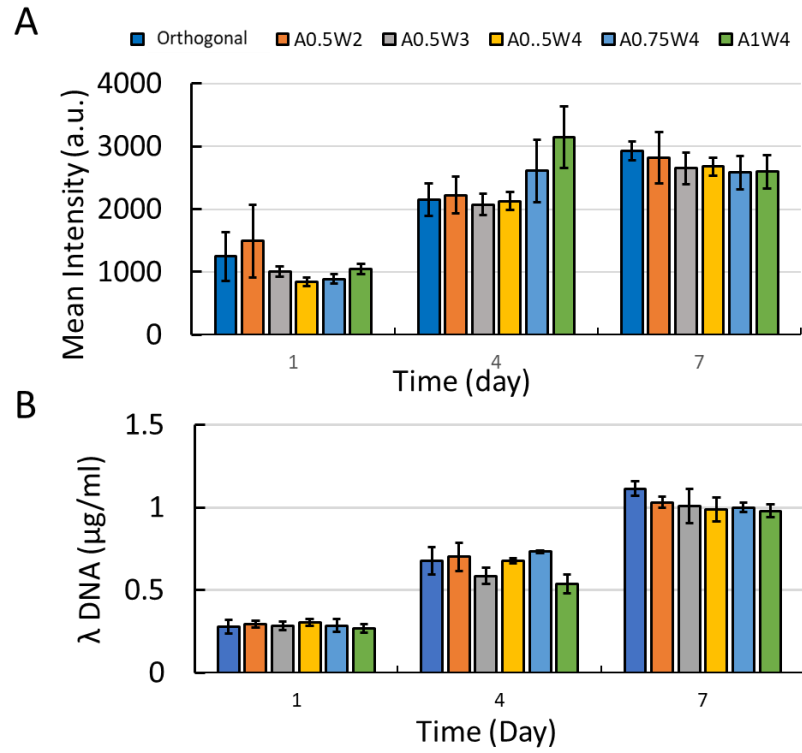 A
Orthogonal A0.5W2 A0.5W3 A0..5W4 A0.75W4 A1W4
Mean Intensity (a.u.)
4000
3000
2000
1000
0
1 4 7
Time (day)
B
λ DNA (µg/ml)
1.5
1
0.5
0
1 4 7
Time (Day)